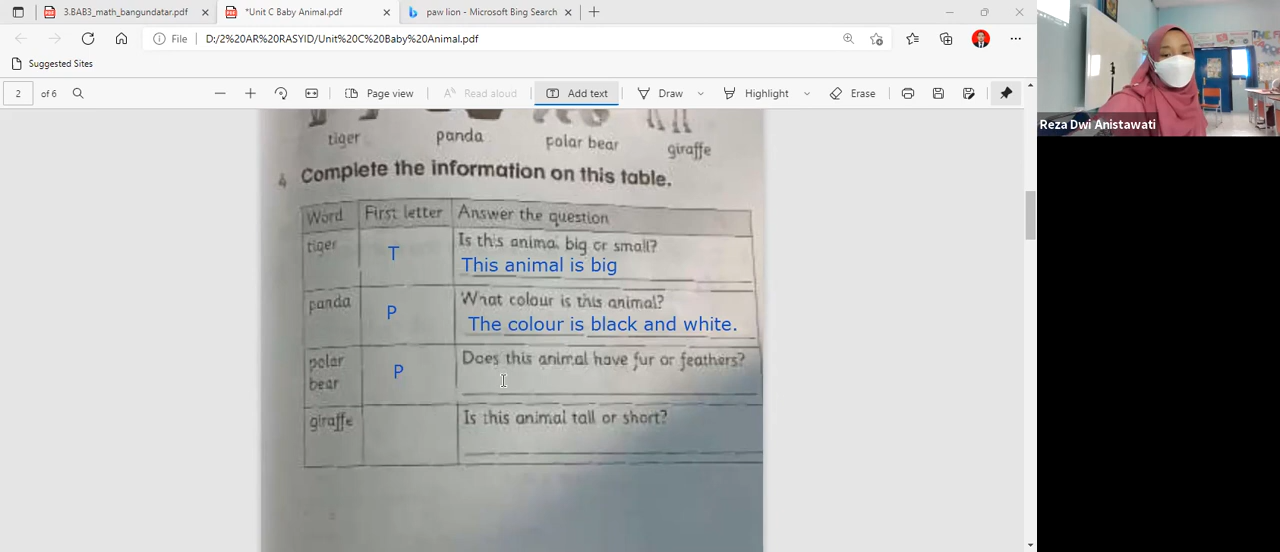 3.BAB3_math_bangundatar.pdf
*Unit C Baby Animal.pdf
paw lion - Microsoft Bing Search
File
D:/2%20AR%20RASYID/Unit%20C%20Baby%20Animal.pdf
Suggested Sites
2 of 6
Page view
Read aloud
Add text
Draw
Highlight
Erase
Reza Dwi Anistawati
tiger
panda
polar bear
giraffe
4 Complete the information on this table.
Word First letter Answer the question
tiger T Is this animal big or small?
This animal is big
panda P What colour is this animal?
The colour is black and white.
polar bear P Does this animal have fur or feathers?
giraffe Is this animal tall or short?